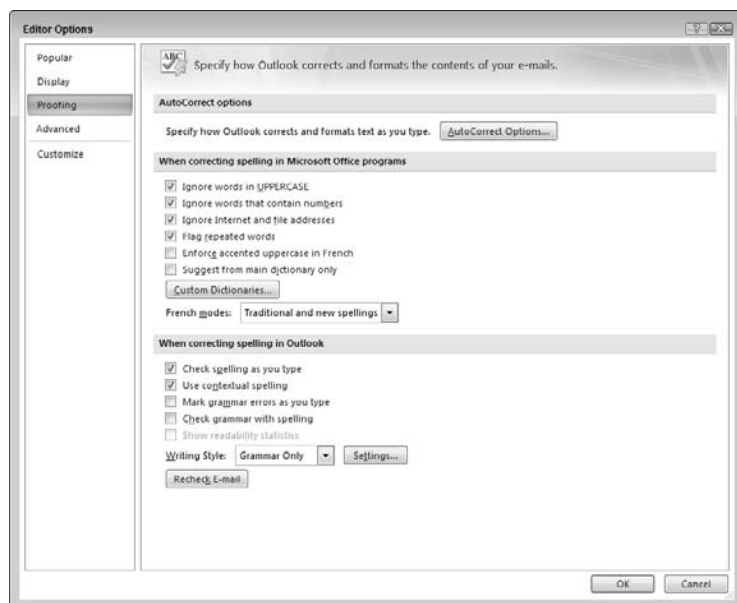 Editor Options
Popular
Display
Proofing
Advanced
Customize
ABC
Specify how Outlook corrects and formats the contents of your e-mails.
AutoCorrect options
Specify how Outlook corrects and formats text as you type. AutoCorrect Options...
When correcting spelling in Microsoft Office programs
Ignore words in UPPERCASE
Ignore words that contain numbers
Ignore Internet and file addresses
Flag repeated words
Enforce accented uppercase in French
Suggest from main dictionary only
Custom Dictionaries...
French modes: Traditional and new spellings
When correcting spelling in Outlook
Check spelling as you type
Use contextual spelling
Mark grammar errors as you type
Check grammar with spelling
Show readability statistics
Writing Style: Grammar Only Settings...
Recheck E-mail
OK Cancel